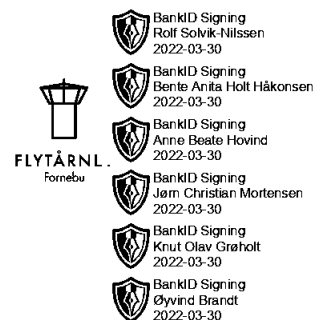 BankID Signing
Rolf Solvik-Nilssen
2022-03-30
BankID Signing
Bente Anita Holt Håkonsen
2022-03-30
FLYTÅRNL.
Fornebu
BankID Signing
Anne Beate Hovind
2022-03-30
BankID Signing
Jørn Christian Mortensen
2022-03-30
BankID Signing
Knut Olav Grøholt
2022-03-30
BankID Signing
Øyvind Brandt
2022-03-30